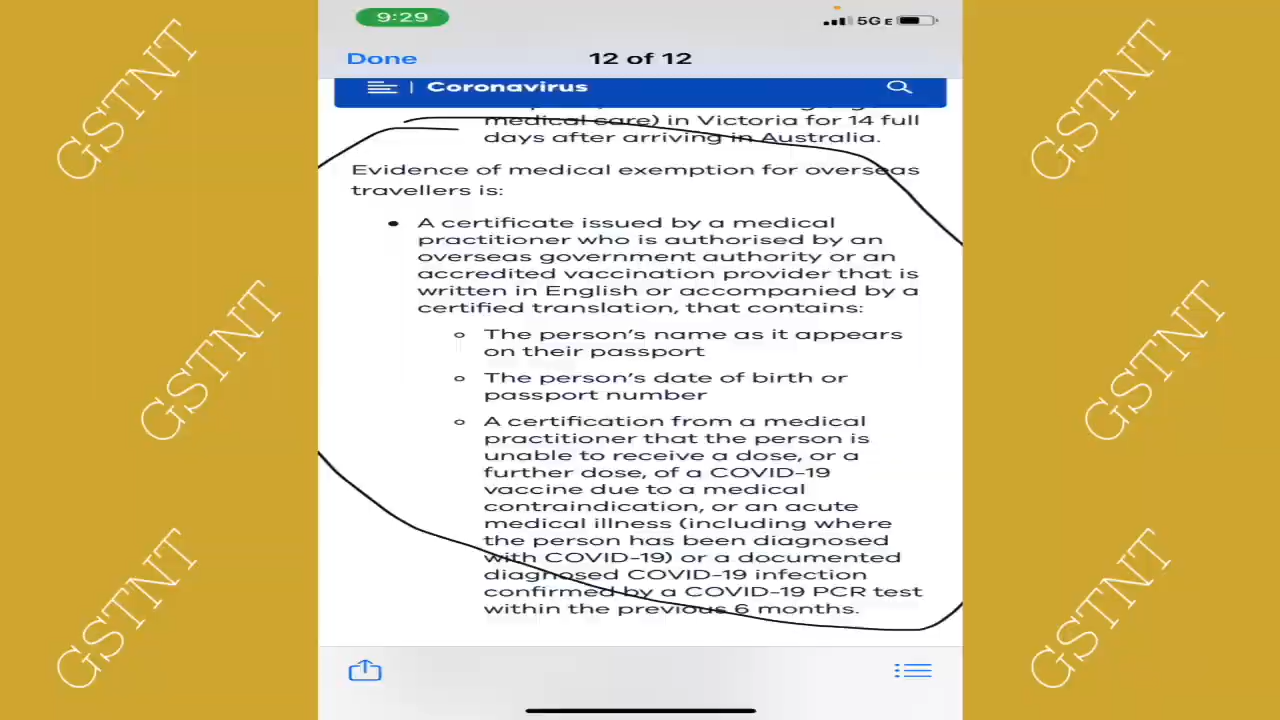 9:29
5G E
Done
12 of 12
Coronavirus
medical care) in Victoria for 14 full
days after arriving in Australia.
Evidence of medical exemption for overseas
travellers is:
• A certificate issued by a medical
practitioner who is authorised by an
overseas government authority or an
accredited vaccination provider that is
written in English or accompanied by a
certified translation, that contains:
o The person's name as it appears
on their passport
o The person's date of birth or
passport number
o A certification from a medical
practitioner that the person is
unable to receive a dose, or a
further dose, of a COVID-19
vaccine due to a medical
contraindication, or an acute
medical illness (including where
the person has been diagnosed
with COVID-19) or a documented
diagnosed COVID-19 infection
confirmed by a COVID-19 PCR test
within the previous 6 months.
GSTNT
GSTNT
GSTNT
GSTNT
GSTNT
GSTNT